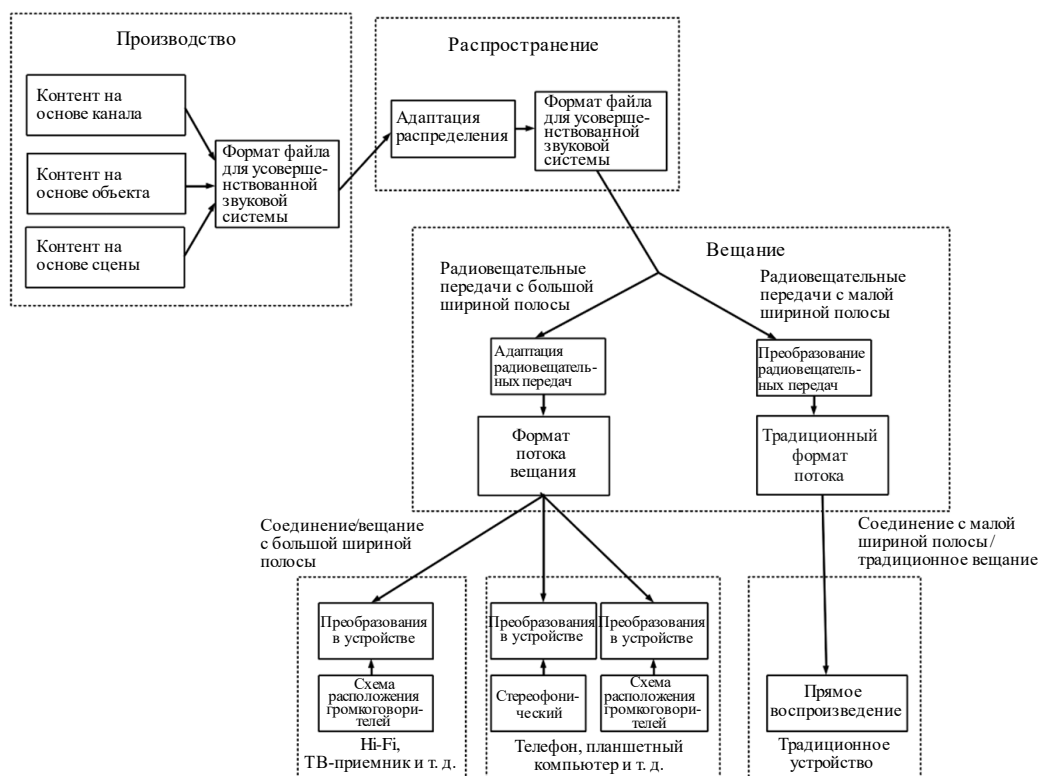 Производство
Контент на
основе канала
Контент на
основе объекта
Контент на
основе сцены
Формат файла
для усоверше-
нствованной
звуковой
системы
Распространение
Адаптация
распределения
Формат файла
для усоверше-
нствованной
звуковой
системы
Вещание
Радиовещательные
передачи с большой
шириной полосы
Радиовещательные
передачи с малой
шириной полосы
Адаптация
радиовещатель-
ных передач
Преобразование
радиовещатель-
ных передач
Формат
потока
вещания
Традиционный
формат
потока
Соединение/вещание
с большой шириной
полосы
Соединение с малой
шириной полосы/
традиционное вещание
Преобразования
в устройстве
Схема
расположения
громкоговори-
телей
Hi-Fi,
ТВ-приемник и т. д.
Преобразования
в устройстве
Преобразования
в устройстве
Стереофони-
ческий
Схема
расположения
громкоговори-
телей
Телефон, планшетный
компьютер и т. д.
Прямое
воспроизведение
Традиционное
устройство